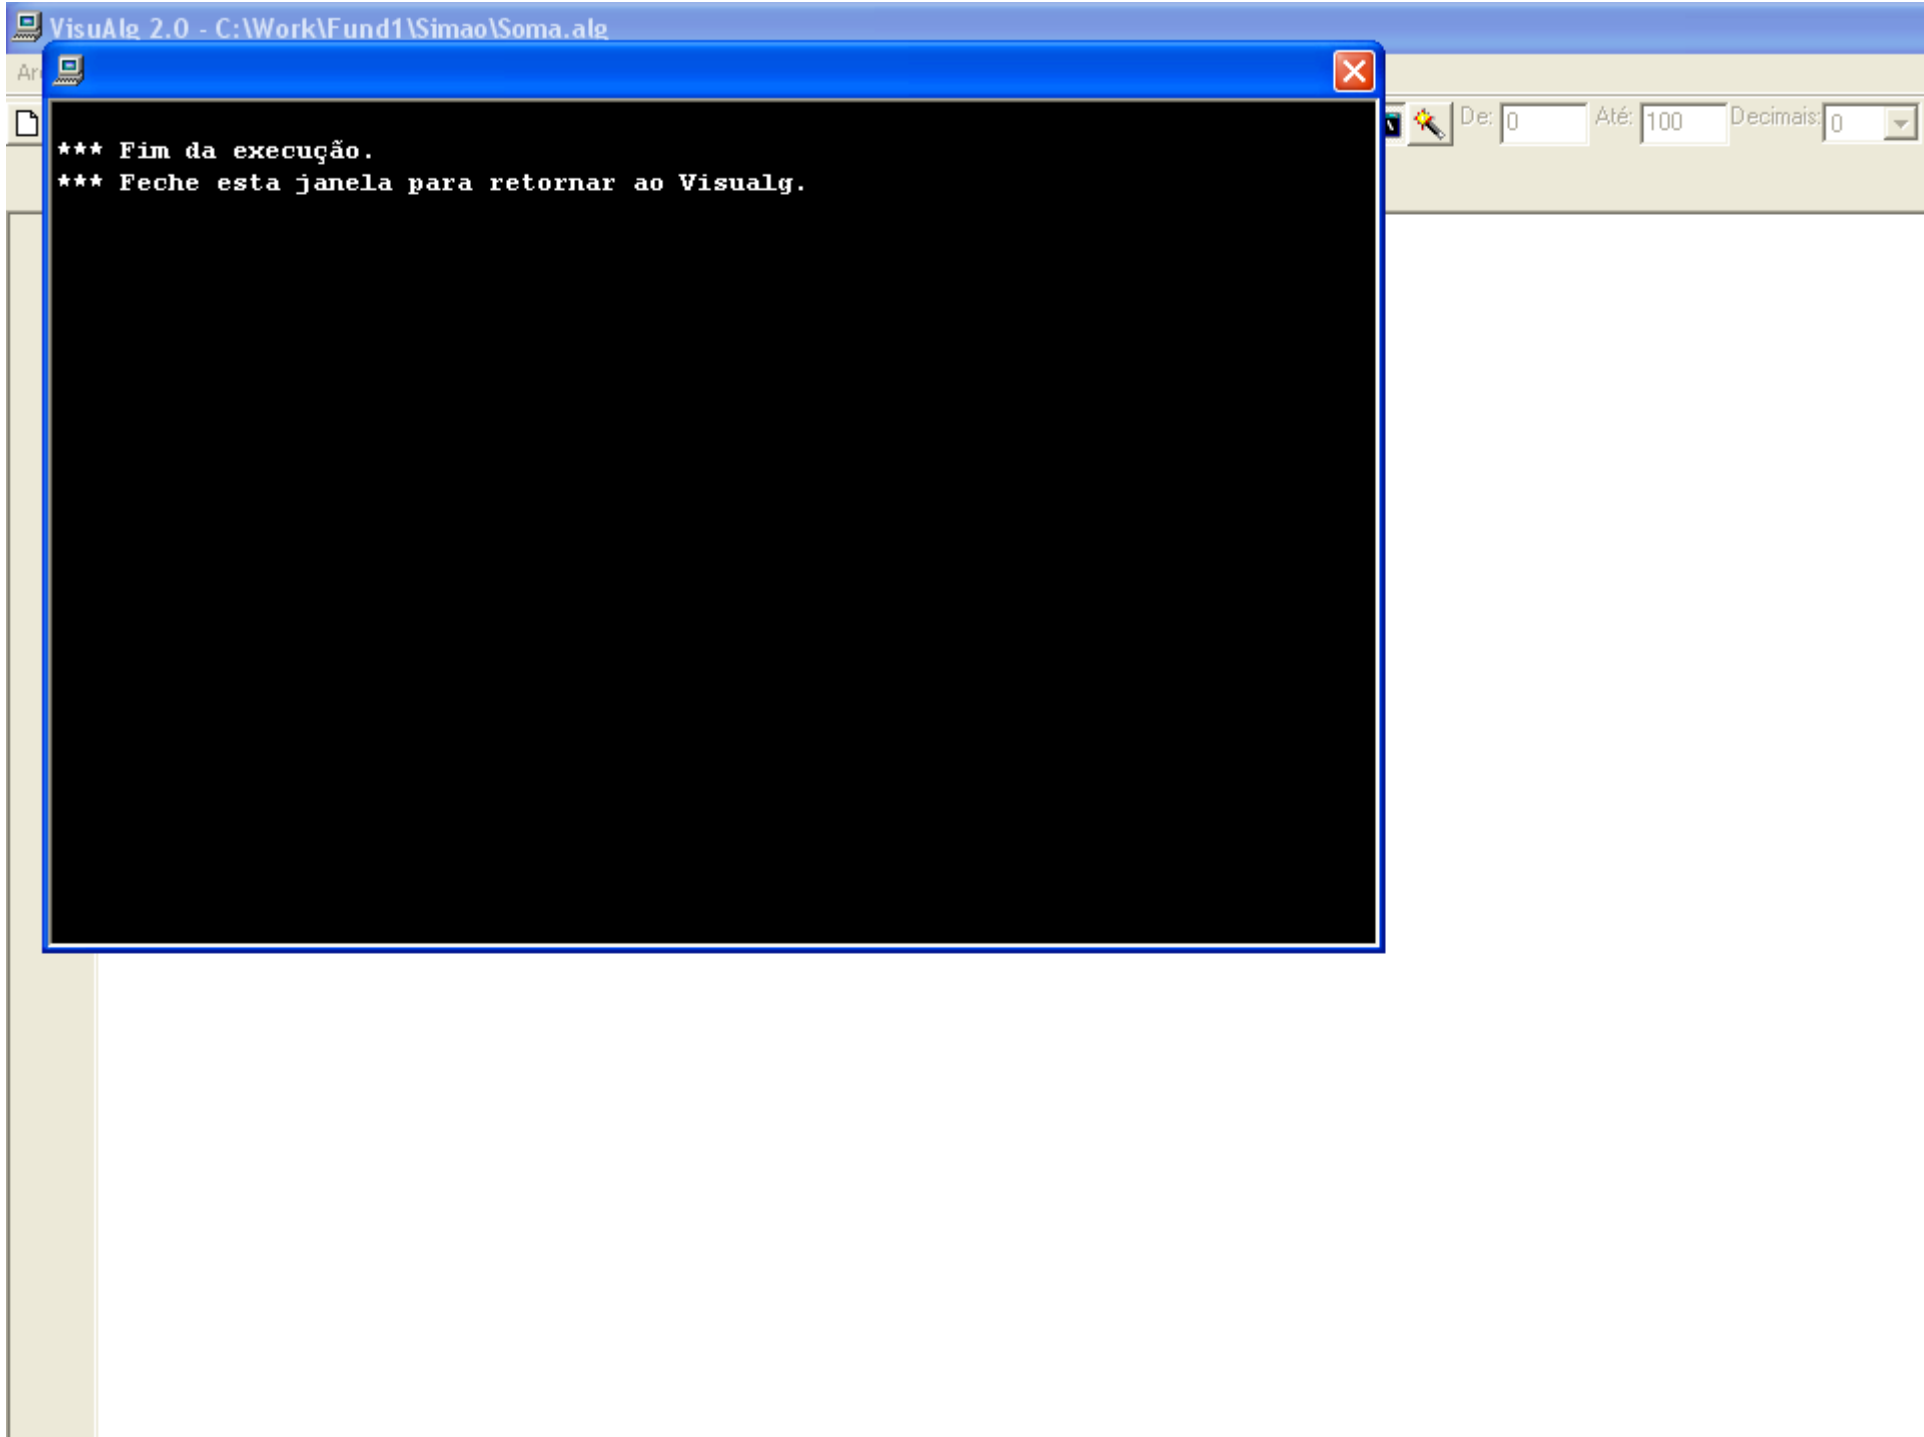 VisuAlg 2.0 - C:\Work\Fund1\Simao\Soma.alg
De: 0 Até: 100 Decimais: 0
*** Fim da execução.
*** Feche esta janela para retornar ao Visualg.